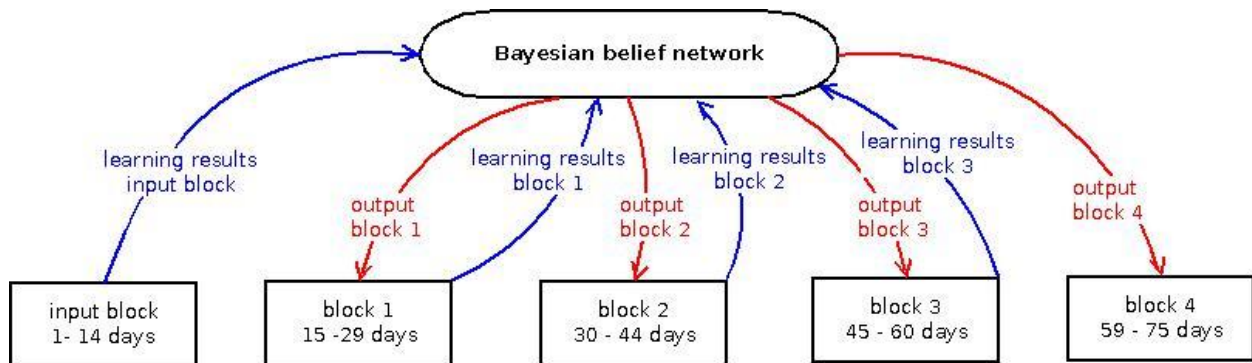 Bayesian belief network
learning results
input block
learning results
block 1
learning results
block 2
learning results
block 3
output
block 1
output
block 2
output
block 3
output
block 4
input block
1- 14 days
block 1
15 -29 days
block 2
30 - 44 days
block 3
45 - 60 days
block 4
59 - 75 days